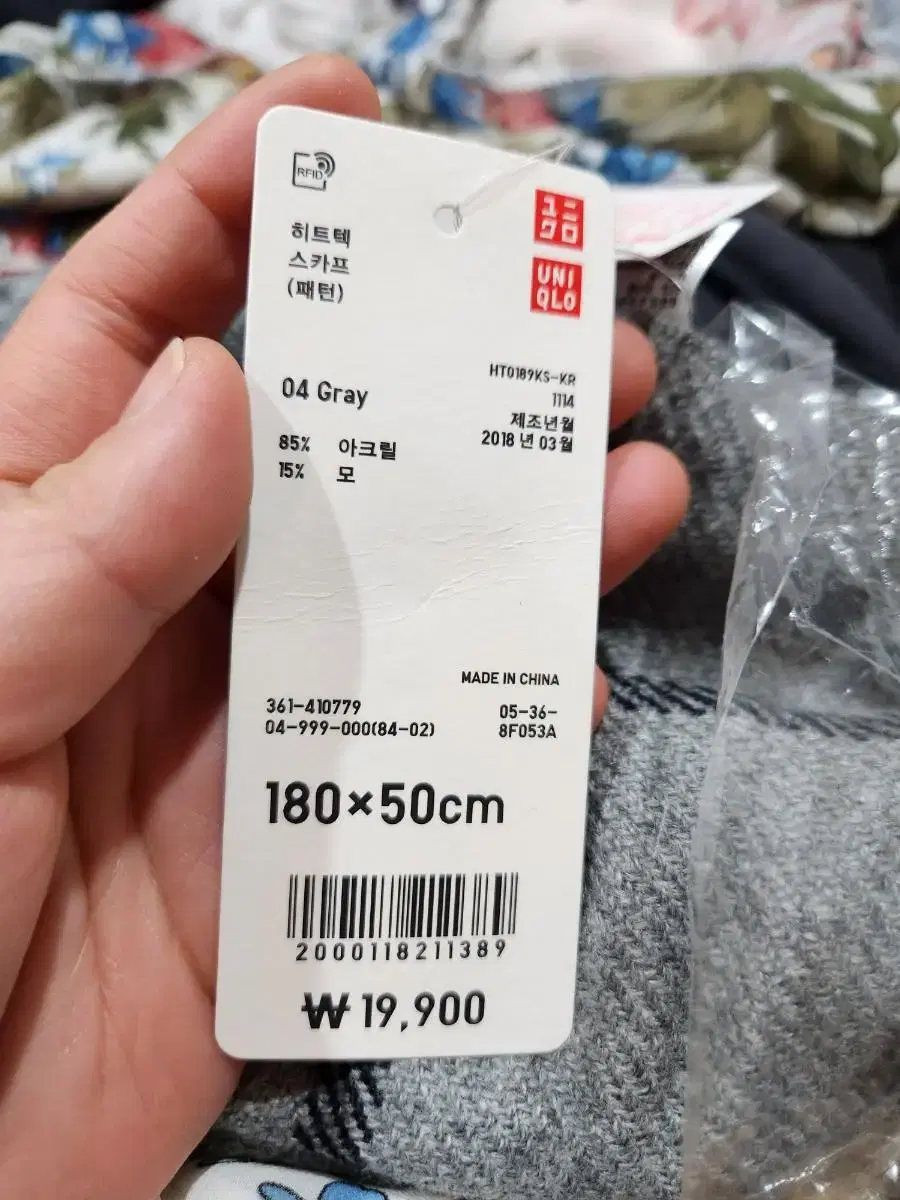 RFID
ユニ
クロ
UNI
QLO
히트텍
스카프
(패턴)
HT0189KS-KR
1114
04 Gray
제조년월
2018 년 03월
85% 아크릴
15% 모
MADE IN CHINA
361-410779
04-999-000(84-02)
05-36-
8F053A
180×50cm
2000118211389
₩ 19,900